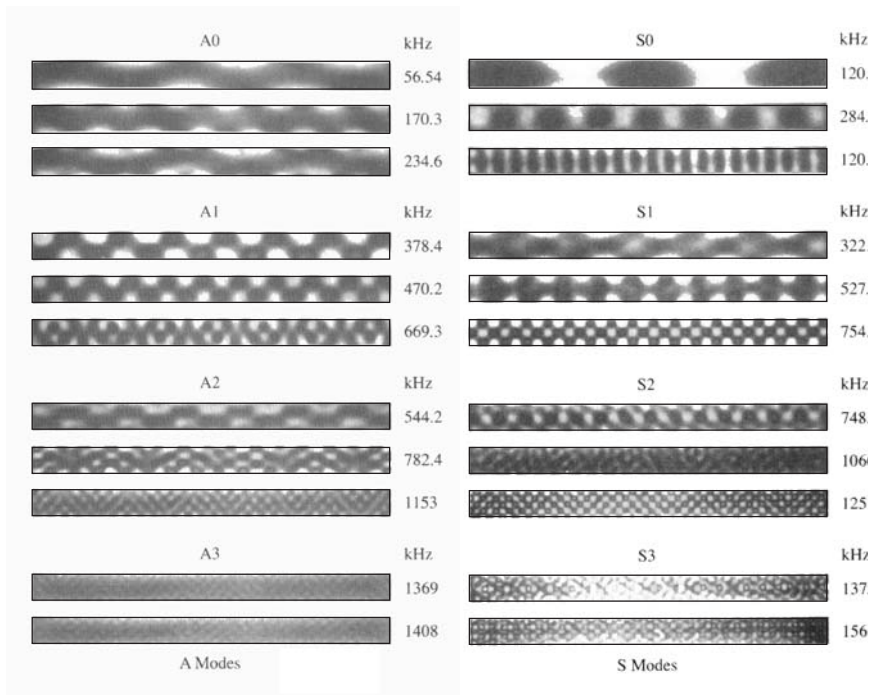 A0
kHz
56.54
170.3
234.6
A1
kHz
378.4
470.2
669.3
A2
kHz
544.2
782.4
1153
A3
kHz
1369
1408
A Modes
S0
kHz
120.
284.
120.
S1
kHz
322
527.
754.
S2
kHz
748.
106
125
S3
kHz
137.
156
S Modes